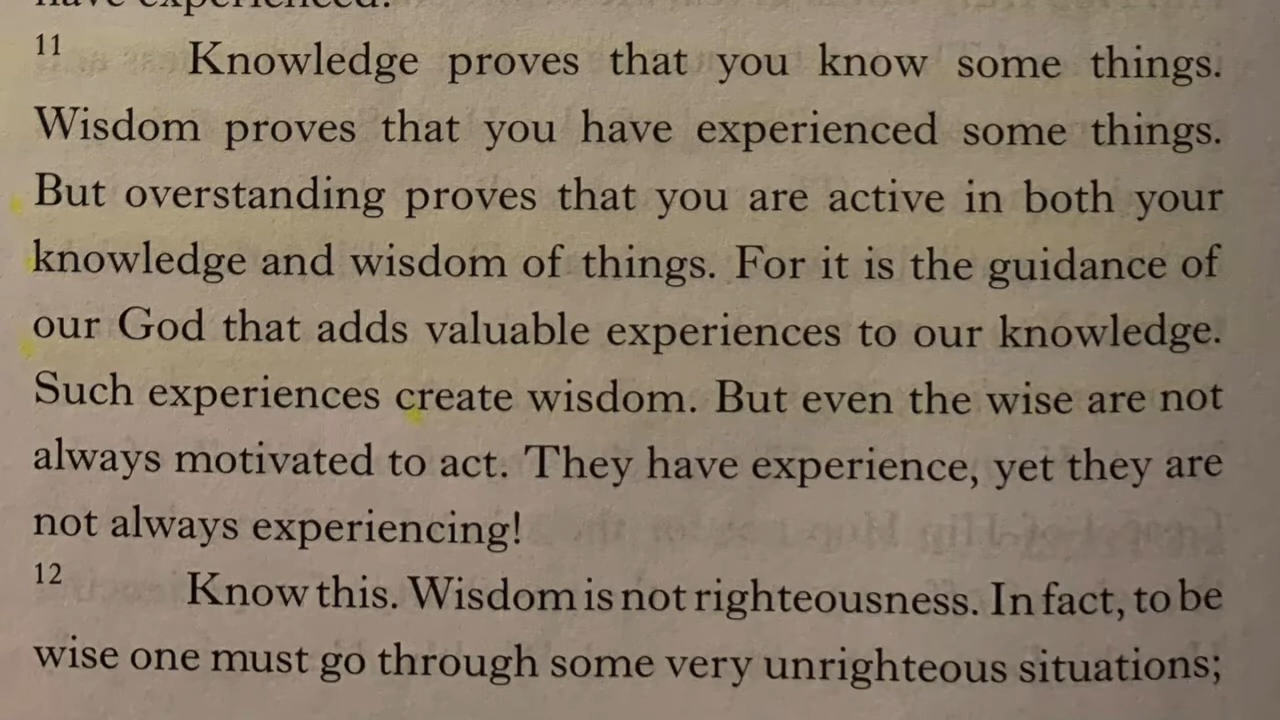 have experienced.
11 Knowledge proves that you know some things.
Wisdom proves that you have experienced some things.
But overstanding proves that you are active in both your
knowledge and wisdom of things. For it is the guidance of
our God that adds valuable experiences to our knowledge.
Such experiences create wisdom. But even the wise are not
always motivated to act. They have experience, yet they are
not always experiencing!
12 Know this. Wisdom is not righteousness. In fact, to be
wise one must go through some very unrighteous situations;